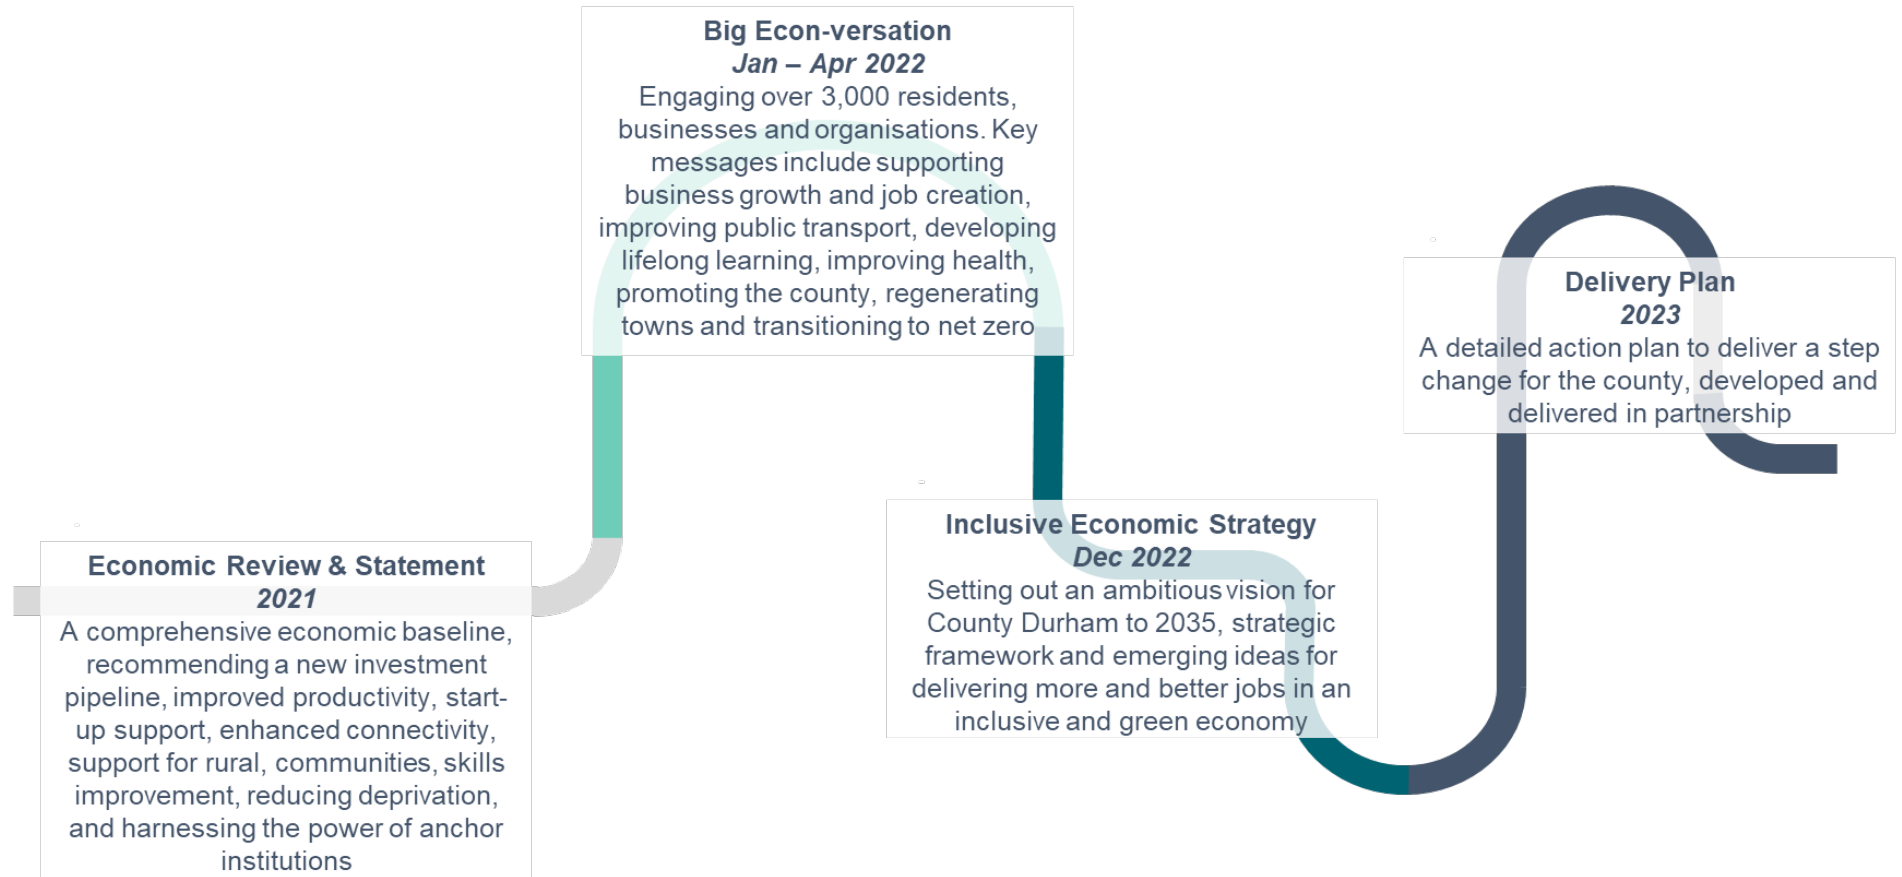 Economic Review & Statement
2021
A comprehensive economic baseline,
recommending a new investment
pipeline, improved productivity, start-
up support, enhanced connectivity,
support for rural, communities, skills
improvement, reducing deprivation,
and harnessing the power of anchor
institutions
Big Econ-versation
Jan – Apr 2022
Engaging over 3,000 residents,
businesses and organisations. Key
messages include supporting
business growth and job creation,
improving public transport, developing
lifelong learning, improving health,
promoting the county, regenerating
towns and transitioning to net zero
Inclusive Economic Strategy
Dec 2022
Setting out an ambitious vision for
County Durham to 2035, strategic
framework and emerging ideas for
delivering more and better jobs in an
inclusive and green economy
Delivery Plan
2023
A detailed action plan to deliver a step
change for the county, developed and
delivered in partnership